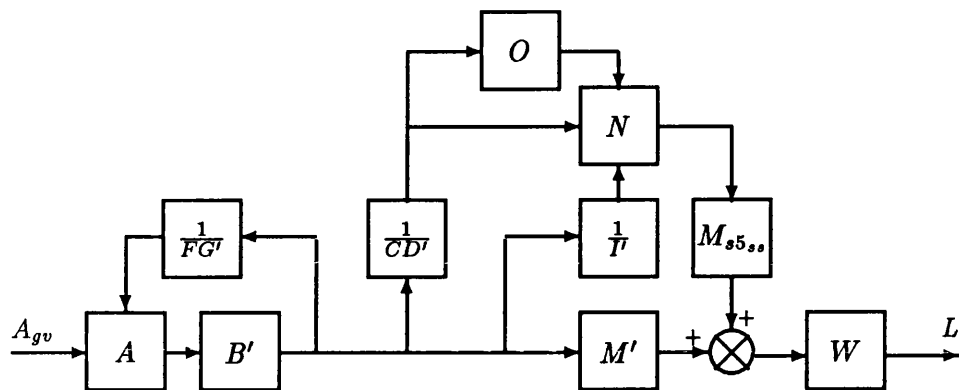 O
N
1/FG'
1/CD'
1/I'
M_{s5_{ss}}
A_{gv}
A
B'
M'
+
+
W
L